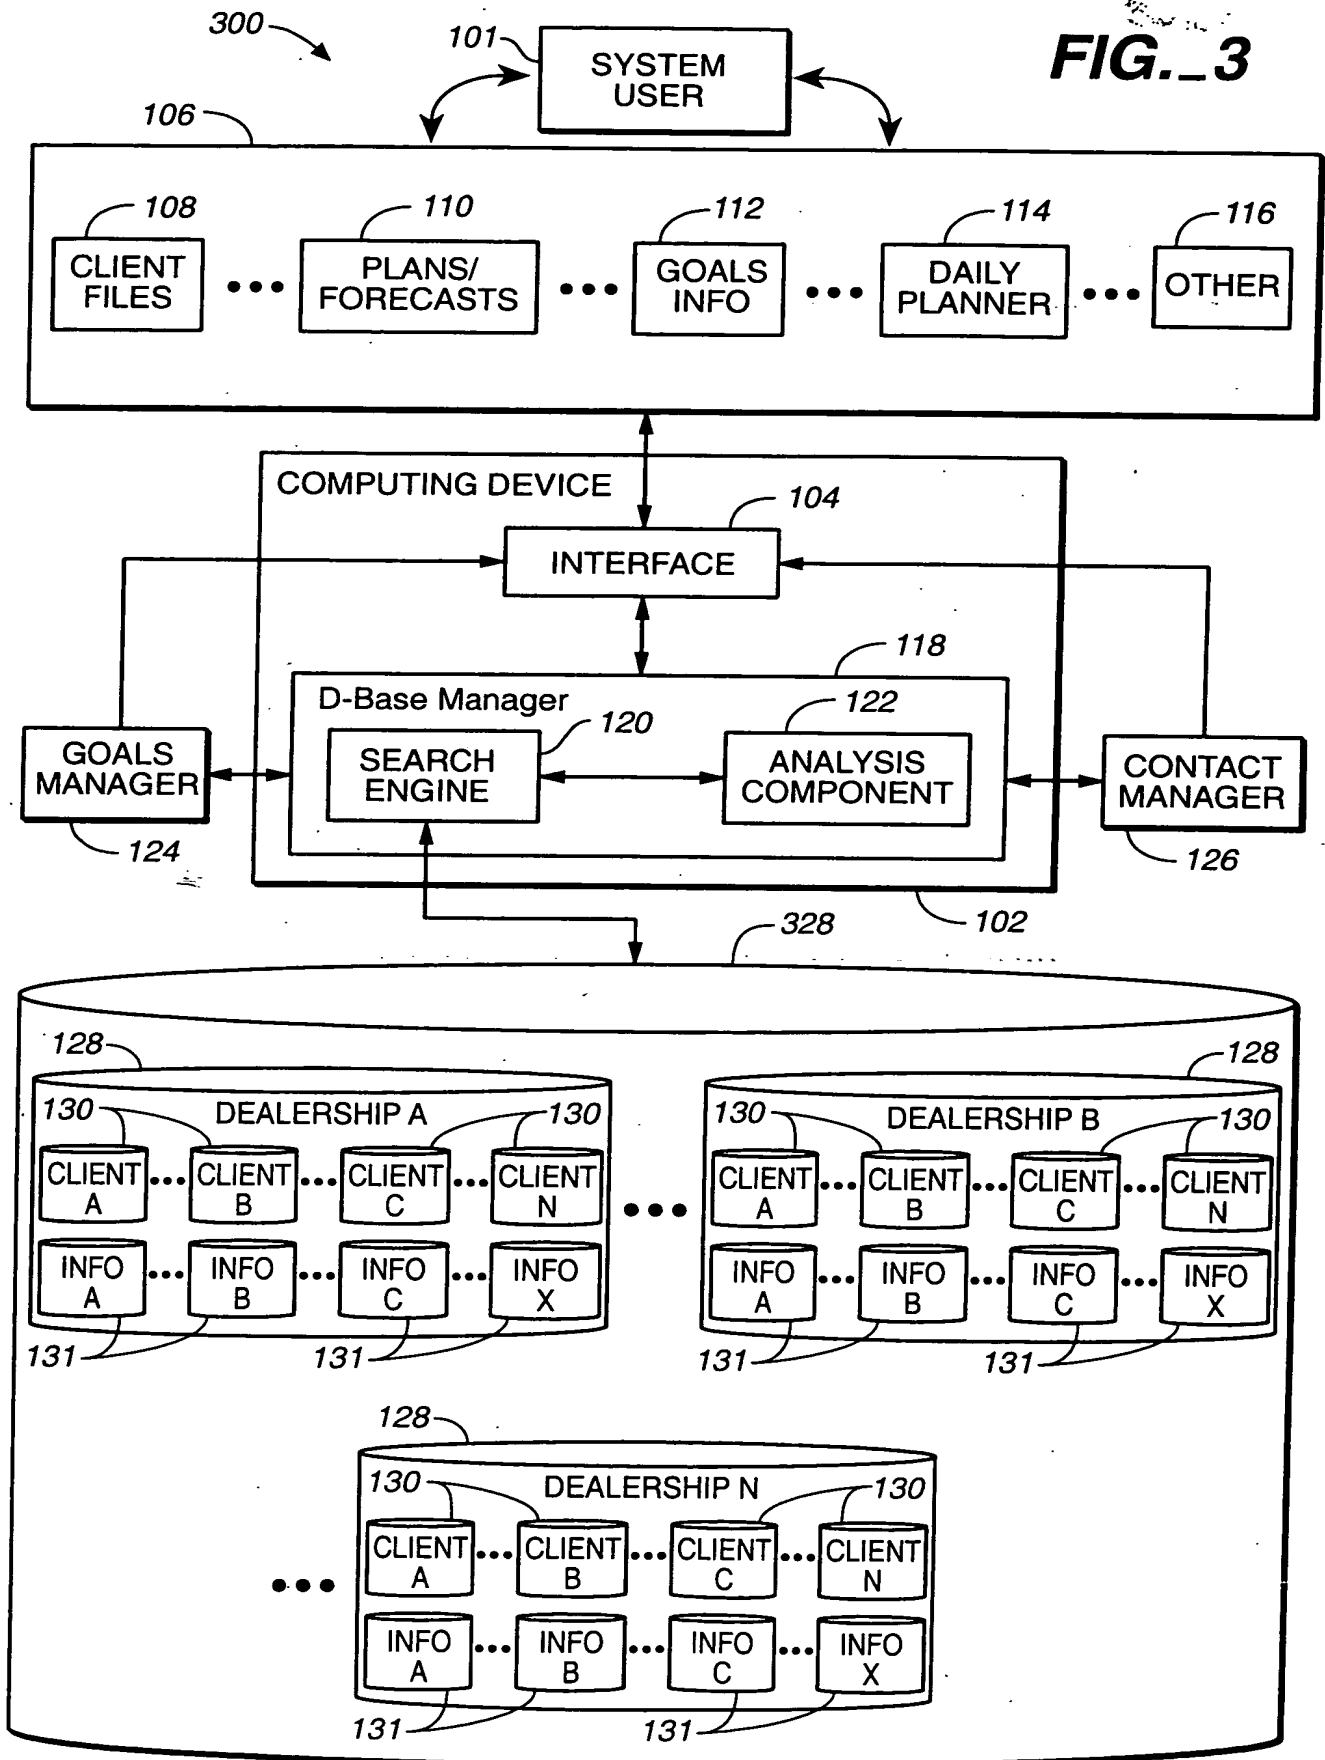 300
101
SYSTEM
USER
FIG._3
106
108
110
112
114
116
CLIENT
FILES
PLANS/
FORECASTS
GOALS
INFO
DAILY
PLANNER
OTHER
COMPUTING DEVICE
104
INTERFACE
118
D-Base Manager
120
122
SEARCH
ENGINE
ANALYSIS
COMPONENT
GOALS
MANAGER
CONTACT
MANAGER
124
126
102
328
128
128
130
DEALERSHIP A
130
130
DEALERSHIP B
130
CLIENT
A
CLIENT
B
CLIENT
C
CLIENT
N
CLIENT
A
CLIENT
B
CLIENT
C
CLIENT
N
INFO
A
INFO
B
INFO
C
INFO
X
INFO
A
INFO
B
INFO
C
INFO
X
131
131
131
131
128
130
DEALERSHIP N
130
CLIENT
A
CLIENT
B
CLIENT
C
CLIENT
N
INFO
A
INFO
B
INFO
C
INFO
X
131
131